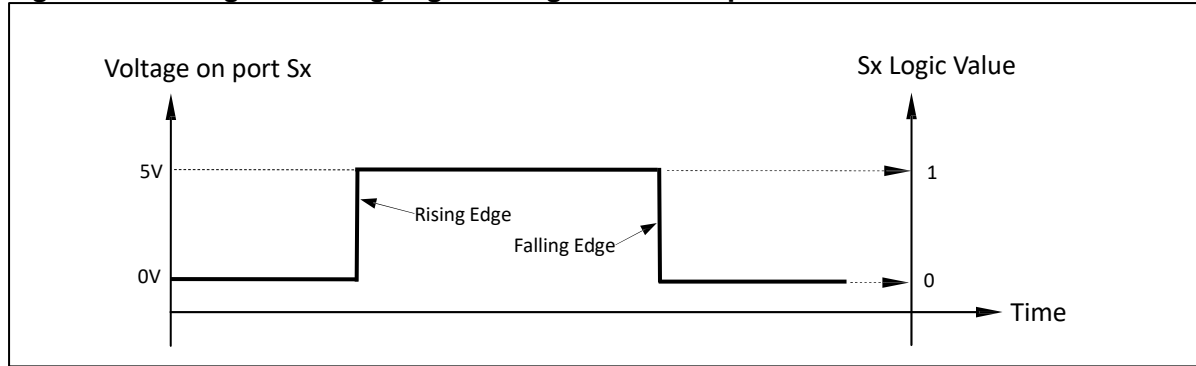 Voltage on port Sx
Sx Logic Value
5V
1
Rising Edge
Falling Edge
0V
0
Time